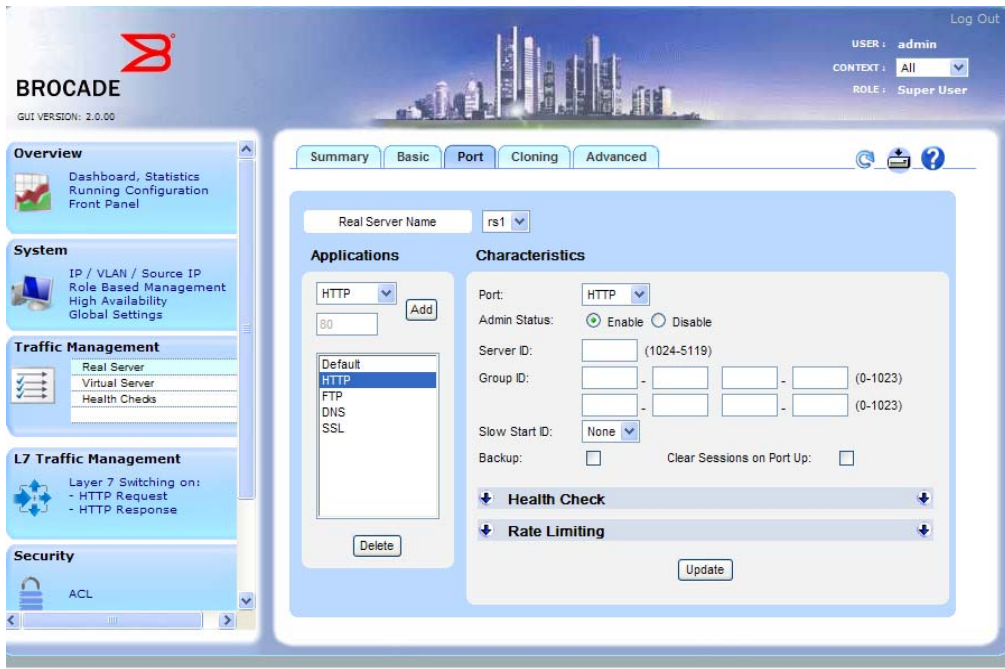 Log Out
USER: admin
CONTEXT: All
ROLE: Super User
BROCADE
GUI VERSION: 2.0.00
Overview
Dashboard, Statistics
Running Configuration
Front Panel
System
IP / VLAN / Source IP
Role Based Management
High Availability
Global Settings
Traffic Management
Real Server
Virtual Server
Health Checks
L7 Traffic Management
Layer 7 Switching on:
- HTTP Request
- HTTP Response
Security
ACL
Summary Basic Port Cloning Advanced
?
Real Server Name rs1
Applications
HTTP
80
Add
Default
HTTP
FTP
DNS
SSL
Delete
Characteristics
Port: HTTP
Admin Status: Enable Disable
Server ID: (1024-5119)
Group ID: - - (0-1023)
- - (0-1023)
Slow Start ID: None
Backup: Clear Sessions on Port Up:
Health Check
Rate Limiting
Update